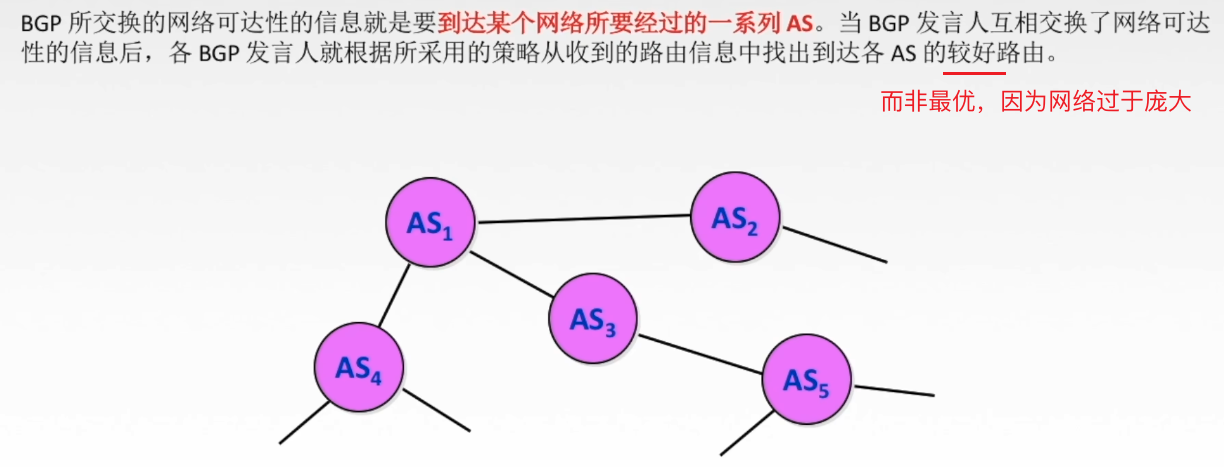 BGP 所交换的网络可达性的信息就是要到达某个网络所要经过的一系列 AS。当 BGP 发言人互相交换了网络可达
性的信息后，各 BGP 发言人就根据所采用的策略从收到的路由信息中找出到达各 AS 的较好路由。
而非最优，因为网络过于庞大
AS1
AS2
AS3
AS4
AS5